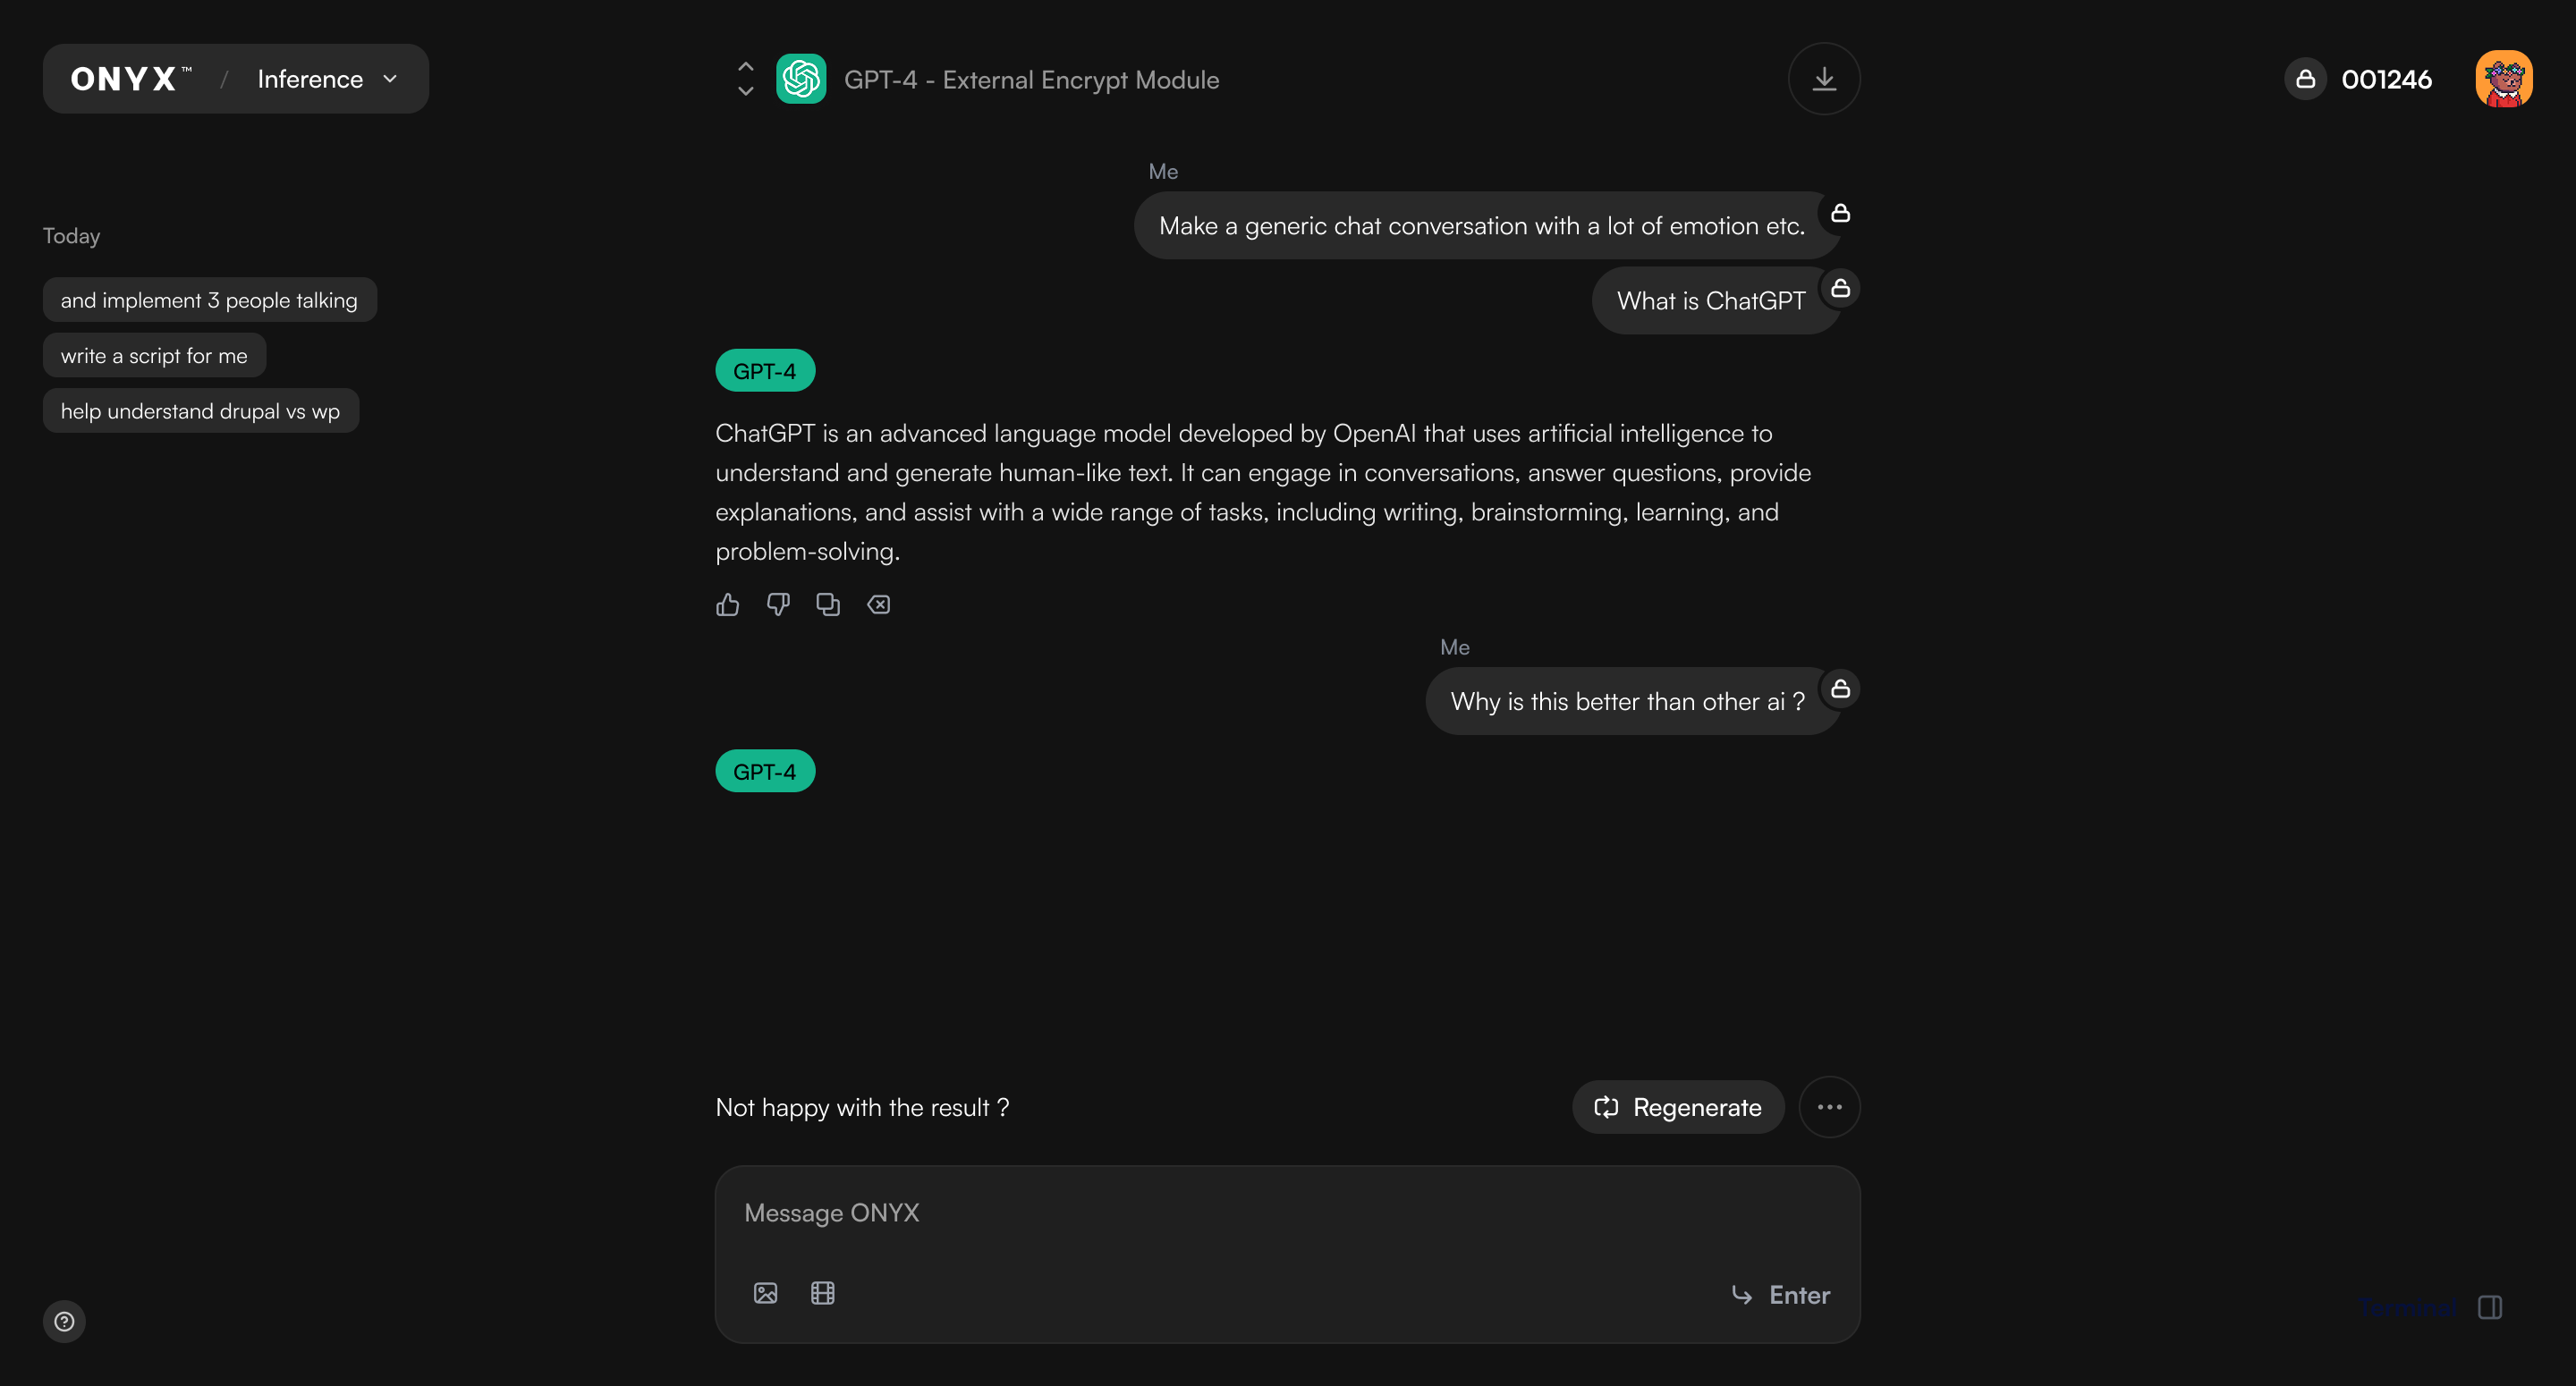 ONYX™ / Inference
GPT-4 - External Encrypt Module
001246
Today
and implement 3 people talking
write a script for me
help understand drupal vs wp
Me
Make a generic chat conversation with a lot of emotion etc.
What is ChatGPT
GPT-4
ChatGPT is an advanced language model developed by OpenAI that uses artificial intelligence to
understand and generate human-like text. It can engage in conversations, answer questions, provide
explanations, and assist with a wide range of tasks, including writing, brainstorming, learning, and
problem-solving.
Me
Why is this better than other ai ?
GPT-4
Not happy with the result ?
Regenerate
Message ONYX
Enter
Terminal